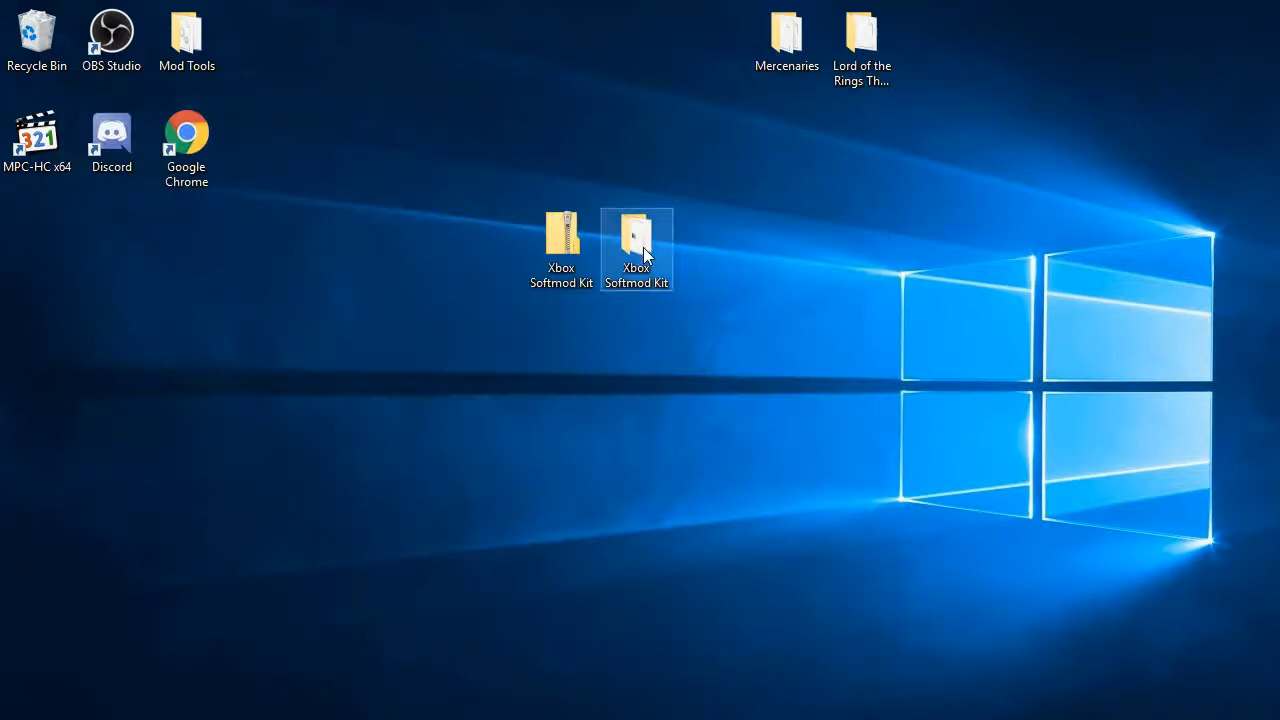 Recycle Bin
OBS Studio
Mod Tools
Mercenaries
Lord of the
Rings Th...
321
MPC-HC x64
Discord
Google
Chrome
Xbox
Softmod Kit
Xbox
Softmod Kit